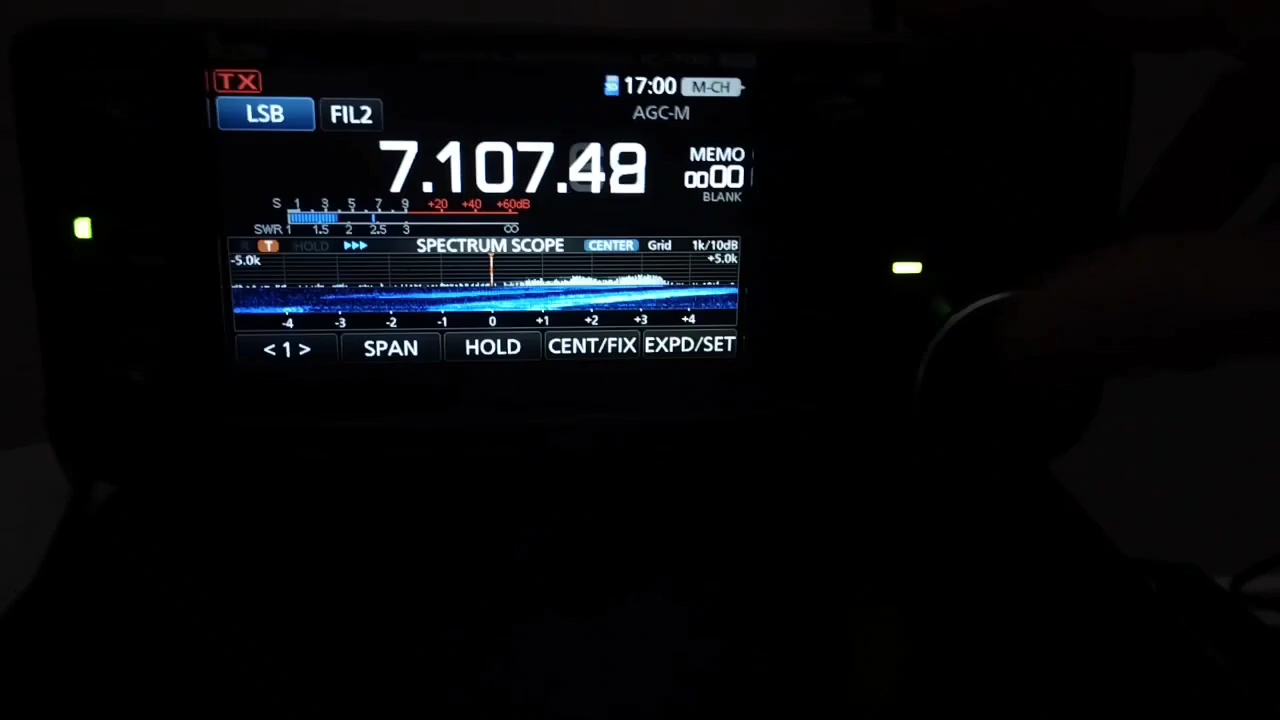 TX 17:00 M-CH
LSB FIL2 AGC-M
7.107.48 MEMO
0000
BLANK
S 1 3 5 7 9 +20 +40 +60dB
SWR 1 1.5 2 2.5 3 ∞
T HOLD SPECTRUM SCOPE CENTER Grid 1k/10dB
-5.0k +5.0k
-4 -3 -2 -1 0 +1 +2 +3 +4
< 1 > SPAN HOLD CENT/FIX EXPD/SET